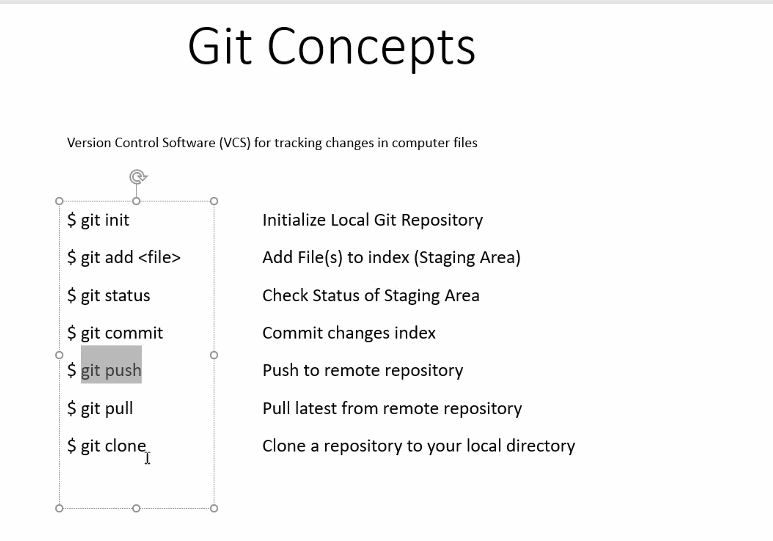 Git Concepts
Version Control Software (VCS) for tracking changes in computer files
$ git init Initialize Local Git Repository
$ git add <file> Add File(s) to index (Staging Area)
$ git status Check Status of Staging Area
$ git commit Commit changes index
$ git push Push to remote repository
$ git pull Pull latest from remote repository
$ git clone Clone a repository to your local directory